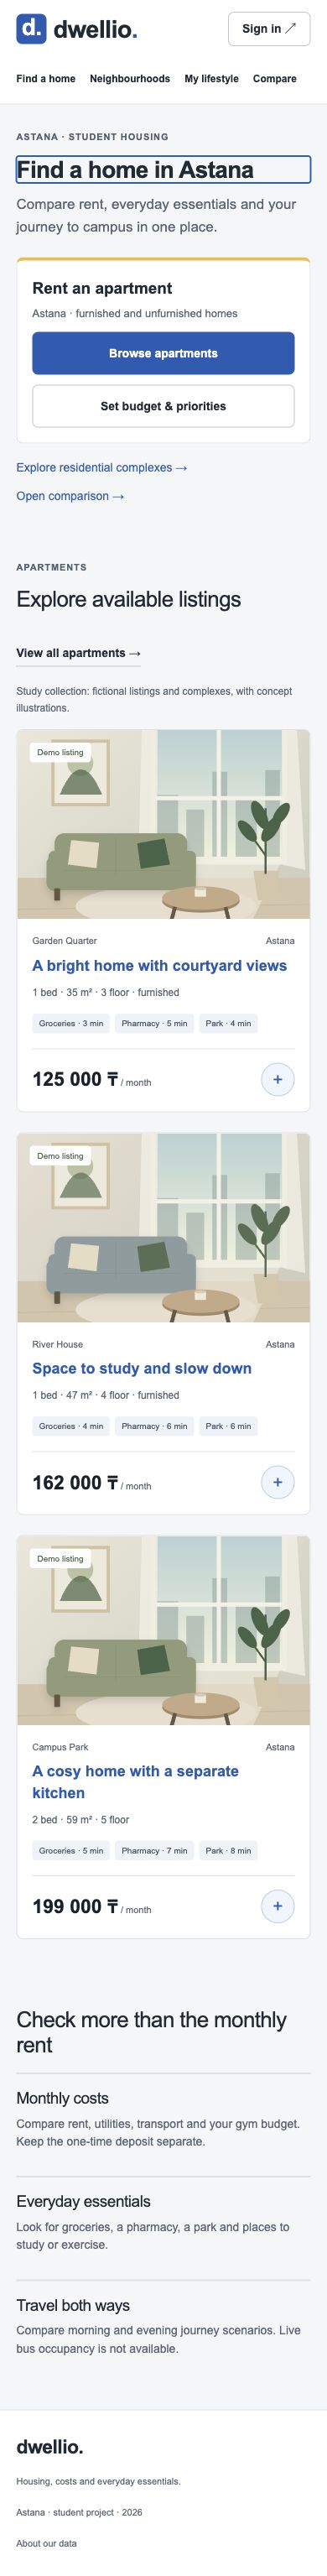 d. dwellio.
Sign in ↗
Find a home Neighbourhoods My lifestyle Compare
ASTANA · STUDENT HOUSING
Find a home in Astana
Compare rent, everyday essentials and your
journey to campus in one place.
Rent an apartment
Astana · furnished and unfurnished homes
Browse apartments
Set budget & priorities
Explore residential complexes →
Open comparison →
APARTMENTS
Explore available listings
View all apartments →
Study collection: fictional listings and complexes, with concept
illustrations.
Demo listing
Garden Quarter Astana
A bright home with courtyard views
1 bed · 35 m² · 3 floor · furnished
Groceries · 3 min Pharmacy · 5 min Park · 4 min
125 000 ₸ / month +
Demo listing
River House Astana
Space to study and slow down
1 bed · 47 m² · 4 floor · furnished
Groceries · 4 min Pharmacy · 6 min Park · 6 min
162 000 ₸ / month +
Demo listing
Campus Park Astana
A cosy home with a separate
kitchen
2 bed · 59 m² · 5 floor
Groceries · 5 min Pharmacy · 7 min Park · 8 min
199 000 ₸ / month +
Check more than the monthly
rent
Monthly costs
Compare rent, utilities, transport and your gym budget.
Keep the one-time deposit separate.
Everyday essentials
Look for groceries, a pharmacy, a park and places to
study or exercise.
Travel both ways
Compare morning and evening journey scenarios. Live
bus occupancy is not available.
dwellio.
Housing, costs and everyday essentials.
Astana · student project · 2026
About our data